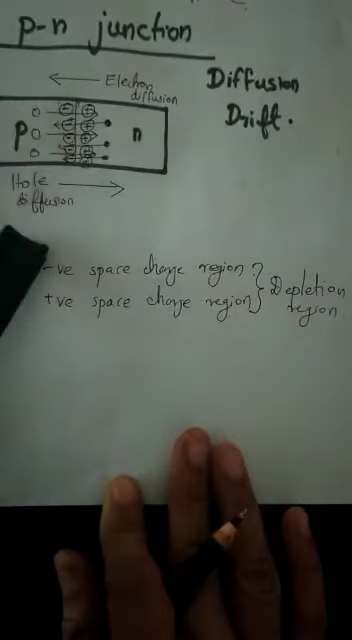 p-n junction
Electron
diffusion
Diffusion
Drift.
p
n
Hole
diffusion
-ve space charge region
+ve space charge region
Depletion
region